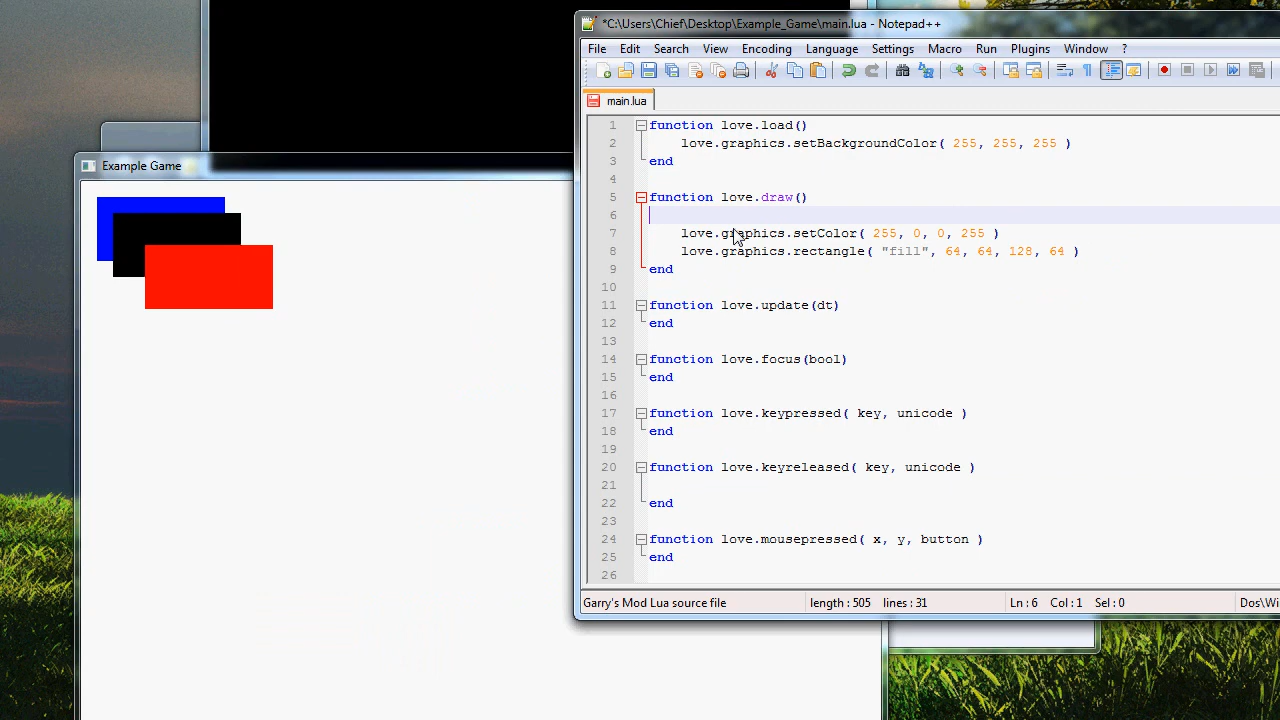 *C:\Users\Chief\Desktop\Example_Game\main.lua - Notepad++
File Edit Search View Encoding Language Settings Macro Run Plugins Window ?
main.lua
1 function love.load()
2 love.graphics.setBackgroundColor( 255, 255, 255 )
3 end
4
5 function love.draw()
6
7 love.graphics.setColor( 255, 0, 0, 255 )
8 love.graphics.rectangle( "fill", 64, 64, 128, 64 )
9 end
10
11 function love.update(dt)
12 end
13
14 function love.focus(bool)
15 end
16
17 function love.keypressed( key, unicode )
18 end
19
20 function love.keyreleased( key, unicode )
21
22 end
23
24 function love.mousepressed( x, y, button )
25 end
26
Garry's Mod Lua source file length : 505 lines : 31 Ln : 6 Col : 1 Sel : 0 Dos\Wi
Example Game